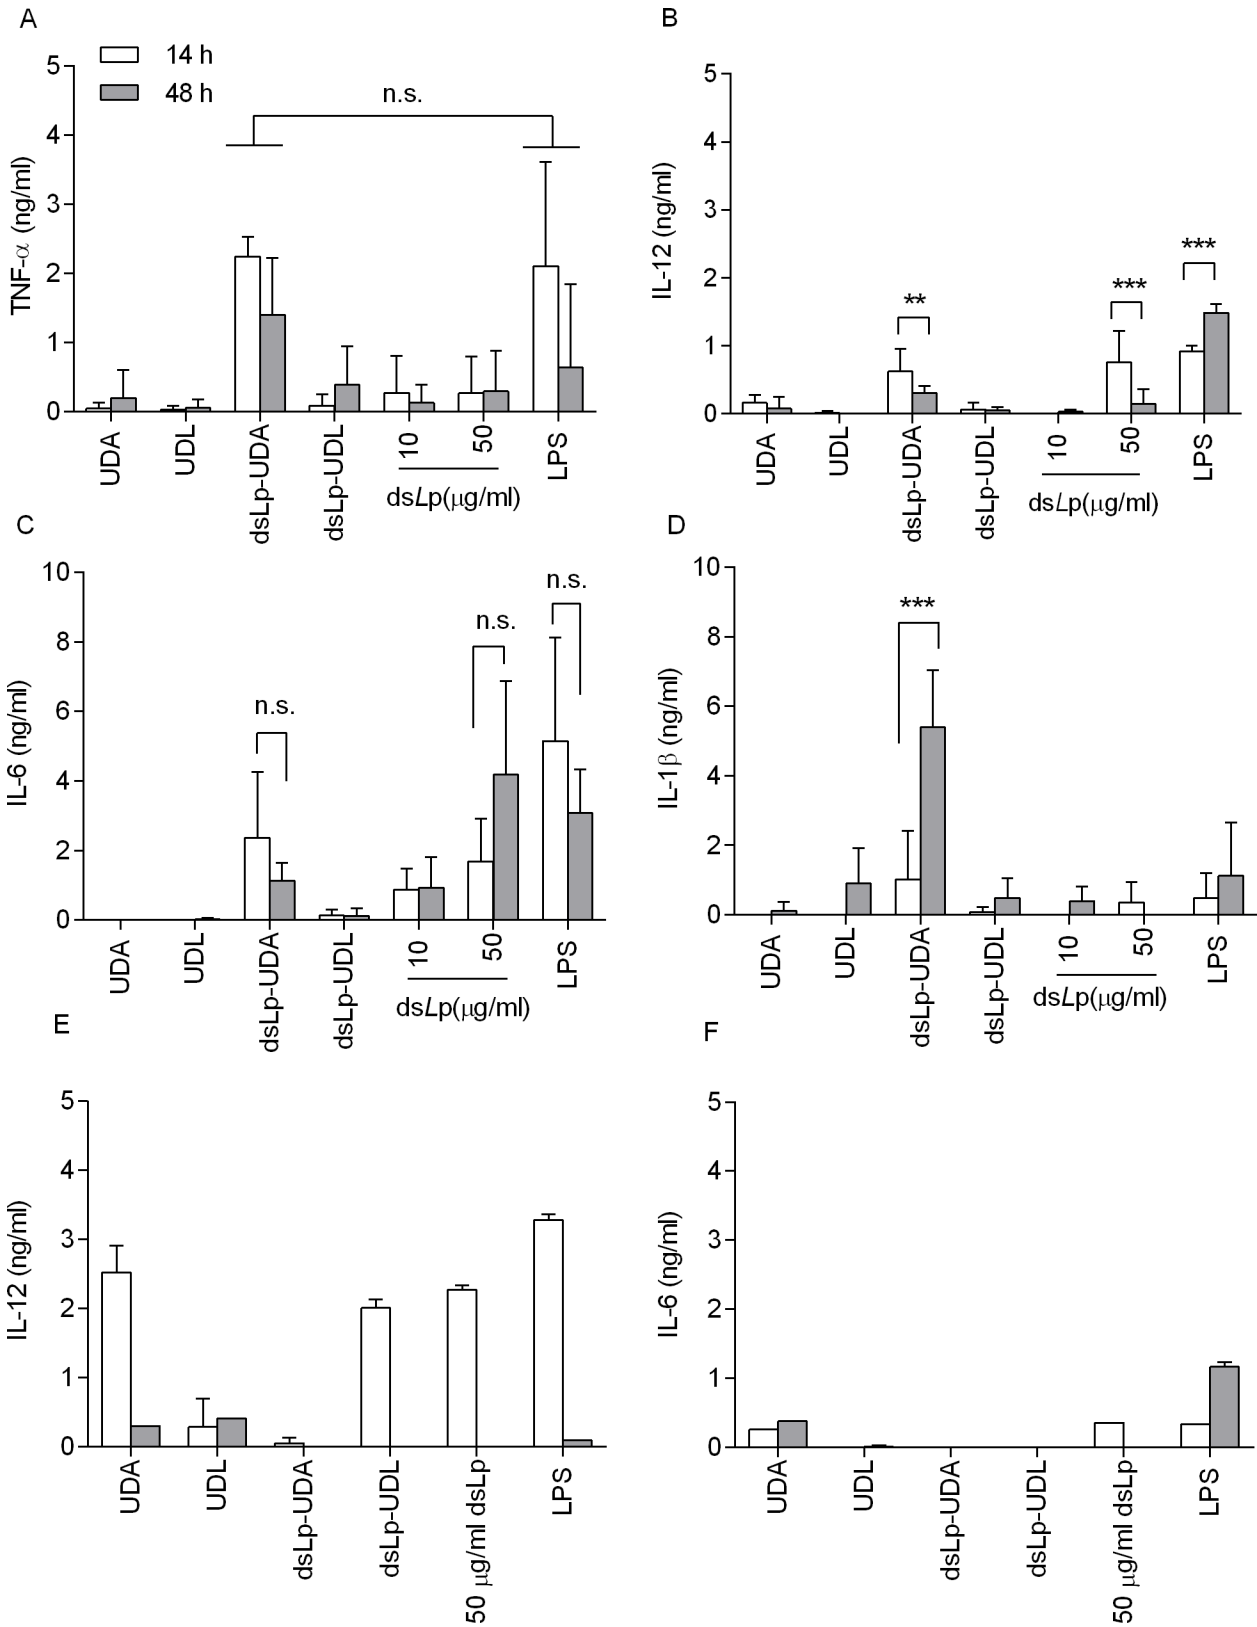 A
14 h
48 h
n.s.
TNF-α (ng/ml)
5
4
3
2
1
0
UDA
UDL
dsLp-UDA
dsLp-UDL
10
50
LPS
dsLp(μg/ml)
B
IL-12 (ng/ml)
5
4
3
2
1
0
**
***
***
UDA
UDL
dsLp-UDA
dsLp-UDL
10
50
LPS
dsLp(μg/ml)
C
IL-6 (ng/ml)
10
8
6
4
2
0
n.s.
n.s.
n.s.
UDA
UDL
dsLp-UDA
dsLp-UDL
10
50
LPS
dsLp(μg/ml)
D
IL-1β (ng/ml)
10
8
6
4
2
0
***
UDA
UDL
dsLp-UDA
dsLp-UDL
10
50
LPS
dsLp(μg/ml)
E
IL-12 (ng/ml)
5
4
3
2
1
0
UDA
UDL
dsLp-UDA
dsLp-UDL
50 μg/ml dsLp
LPS
F
IL-6 (ng/ml)
5
4
3
2
1
0
UDA
UDL
dsLp-UDA
dsLp-UDL
50 μg/ml dsLp
LPS